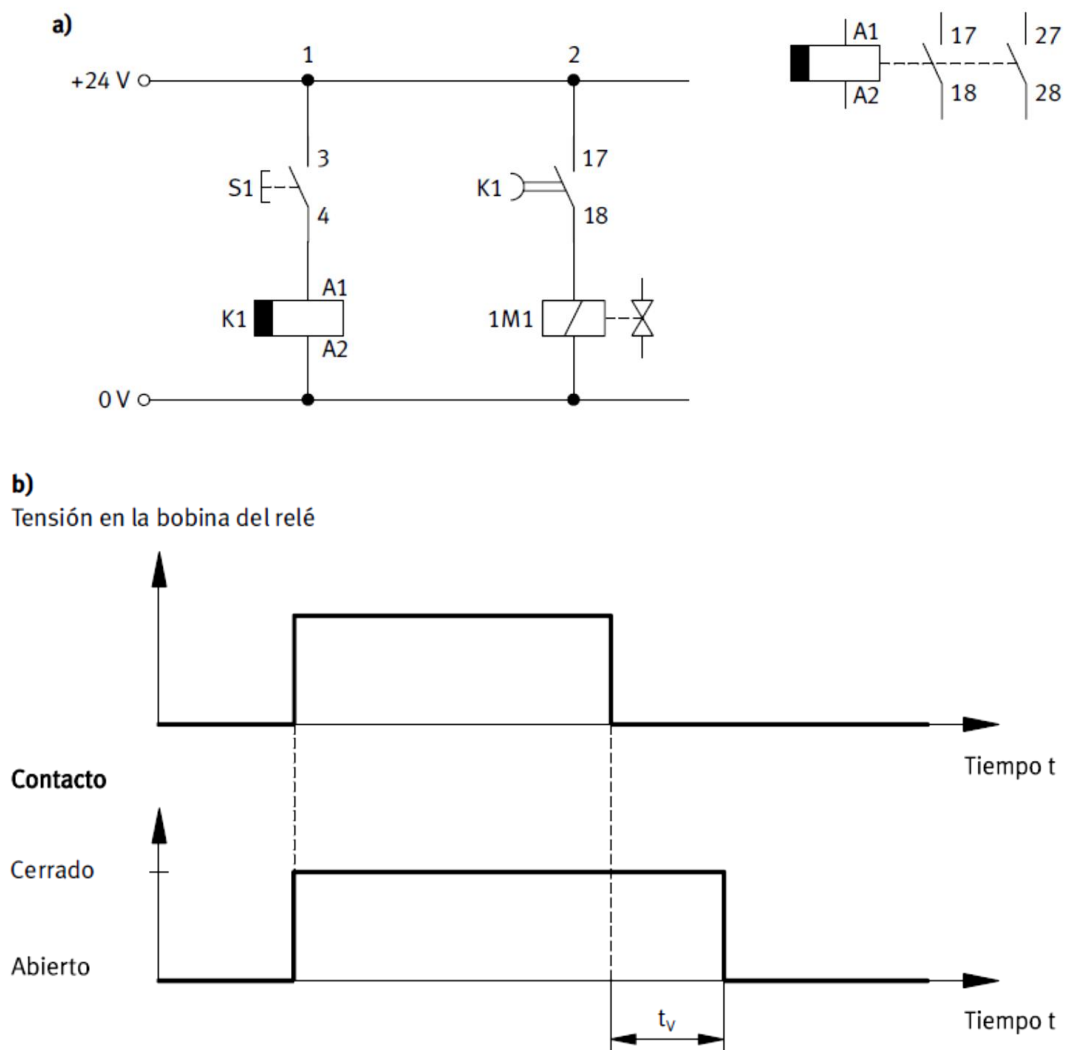 a)
1
2
+24 V
3
S1
4
17
K1
18
A1
K1
A2
1M1
0 V
A1
17
27
A2
18
28
b)
Tensión en la bobina del relé
Tiempo t
Contacto
Cerrado
Abierto
tV
Tiempo t